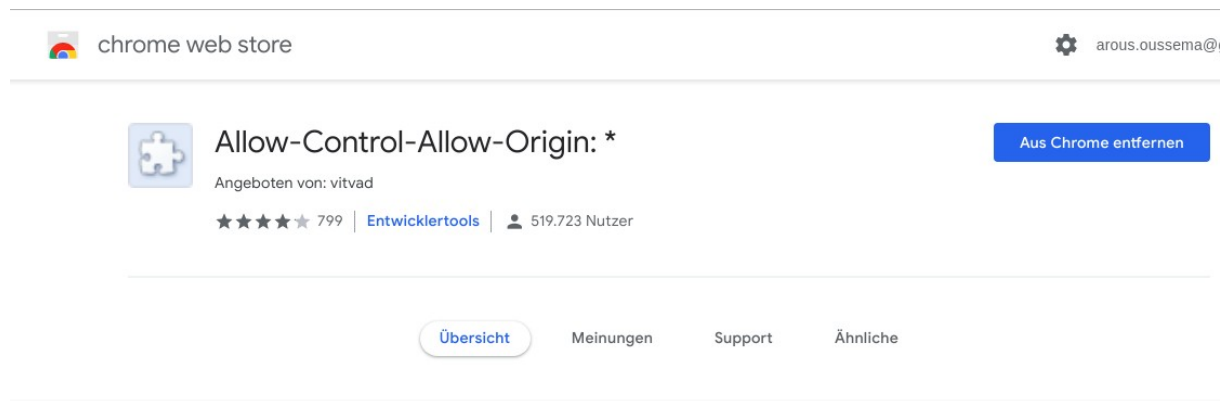 chrome web store
arous.oussema@
Allow-Control-Allow-Origin: *
Aus Chrome entfernen
Angeboten von: vitvad
799 Entwicklertools 519.723 Nutzer
Übersicht Meinungen Support Ähnliche